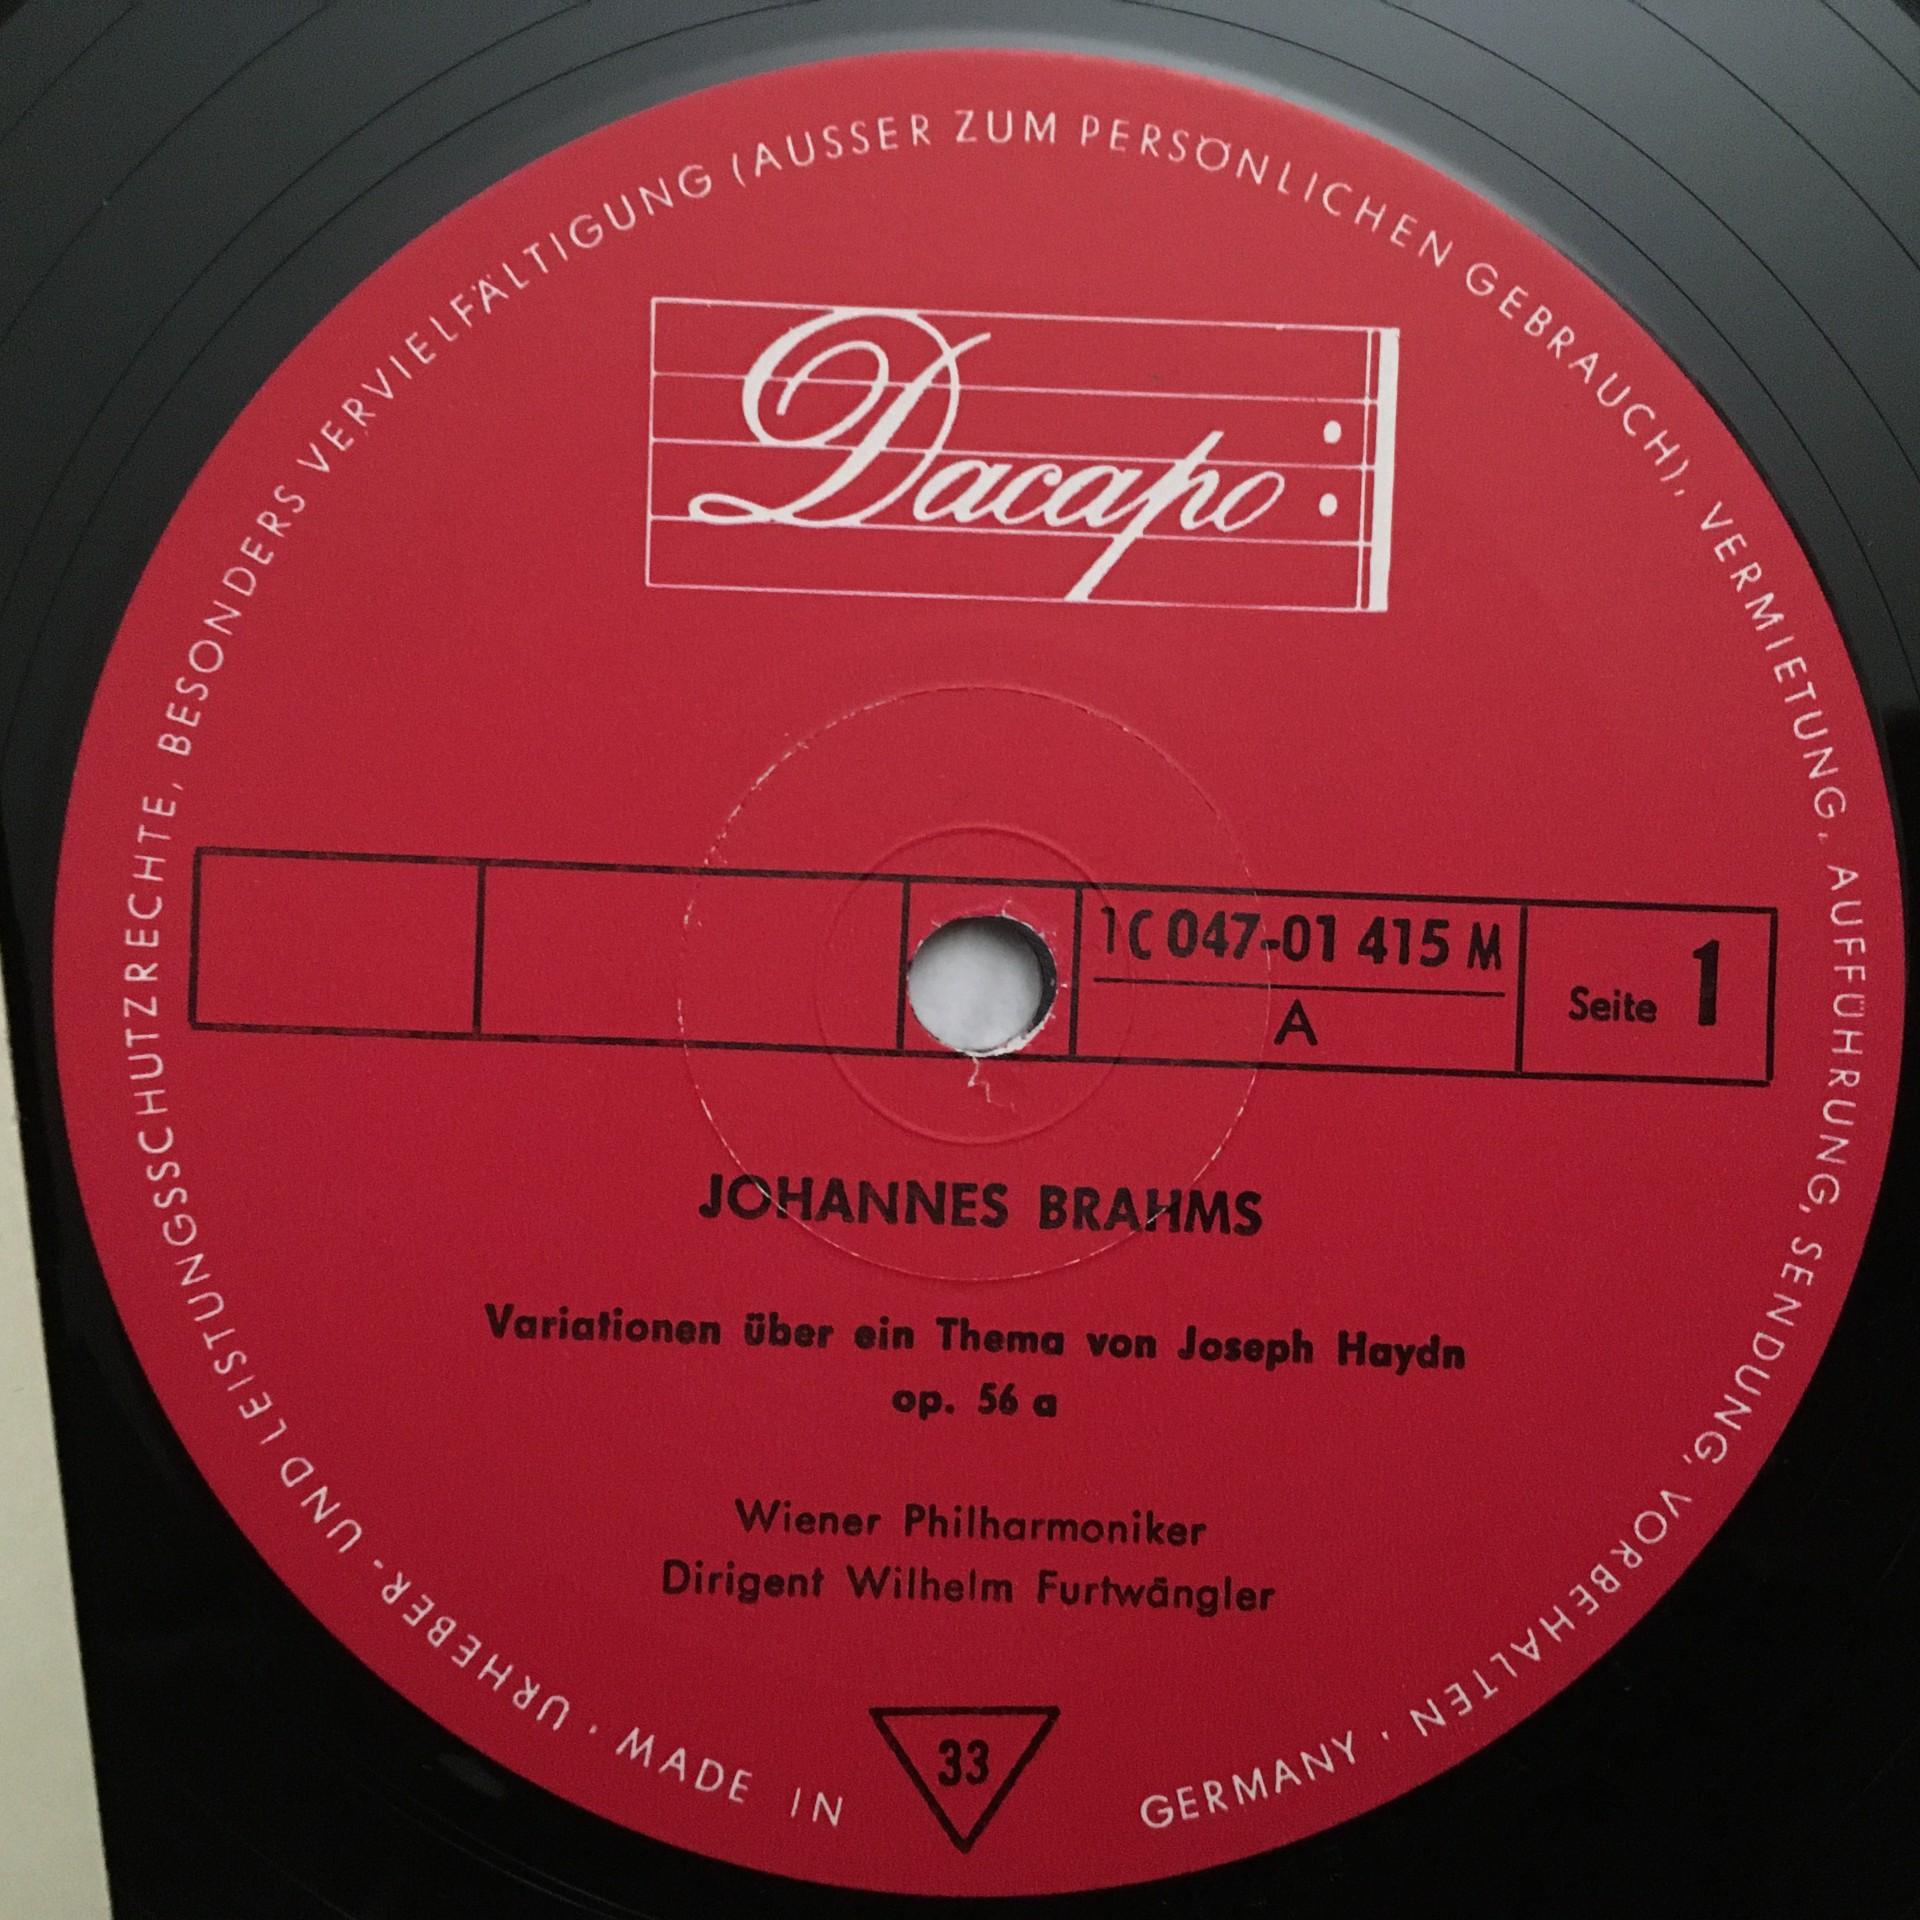 URHEBER- UND LEISTUNGSSCHUTZRECHTE, BESONDERS VERVIELFÄLTIGUNG (AUSSER ZUM PERSÖNLICHEN GEBRAUCH), VERMIETUNG, AUFFÜHRUNG, SENDUNG, VORBEHALTEN ·
Dacapo
1C 047-01 415 M
A
Seite 1
JOHANNES BRAHMS
Variationen über ein Thema von Joseph Haydn
op. 56 a
Wiener Philharmoniker
Dirigent Wilhelm Furtwängler
33
MADE IN GERMANY ·